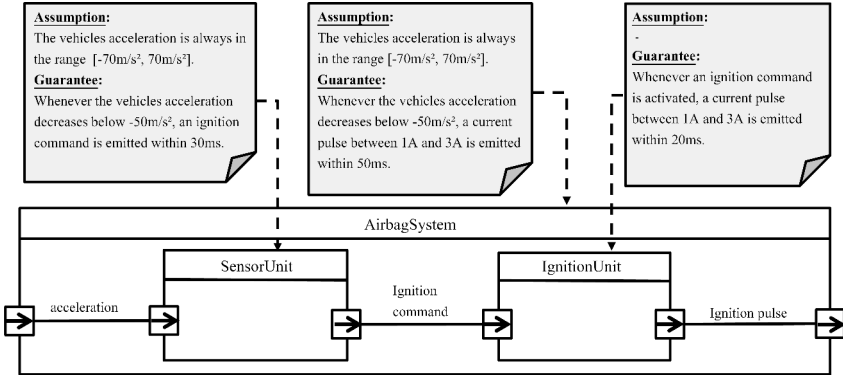 Assumption:
The vehicles acceleration is always in
the range [-70m/s², 70m/s²].
Guarantee:
Whenever the vehicles acceleration
decreases below -50m/s², an ignition
command is emitted within 30ms.
Assumption:
The vehicles acceleration is always
in the range [-70m/s², 70m/s²].
Guarantee:
Whenever the vehicles acceleration
decreases below -50m/s², a current
pulse between 1A and 3A is emitted
within 50ms.
Assumption:
-
Guarantee:
Whenever an ignition command
is activated, a current pulse
between 1A and 3A is emitted
within 20ms.
AirbagSystem
SensorUnit
IgnitionUnit
acceleration
Ignition
command
Ignition pulse